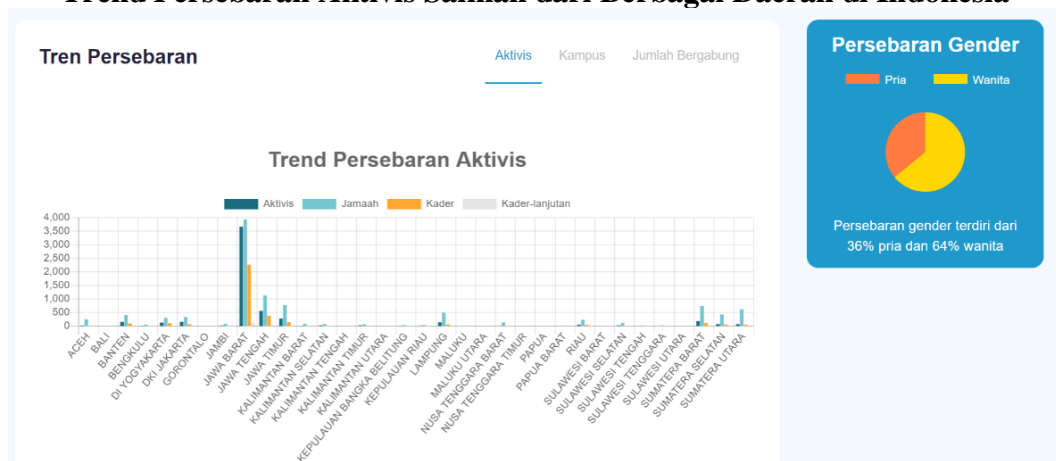 Trend Persebaran Aktivis Salman dari Berbagai Daerah di Indonesia
Tren Persebaran
Aktivis Kampus Jumlah Bergabung
Trend Persebaran Aktivis
Aktivis Jamaah Kader Kader-lanjutan
4,000
3,500
3,000
2,500
2,000
1,500
1,000
500
0
ACEH
BALI
BANTEN
BENGKULU
DI YOGYAKARTA
DKI JAKARTA
GORONTALO
JAMBI
JAWA BARAT
JAWA TENGAH
JAWA TIMUR
KALIMANTAN BARAT
KALIMANTAN SELATAN
KALIMANTAN TENGAH
KALIMANTAN TIMUR
KALIMANTAN UTARA
KEPULAUAN BANGKA BELITUNG
KEPULAUAN RIAU
LAMPUNG
MALUKU
MALUKU UTARA
NUSA TENGGARA BARAT
NUSA TENGGARA TIMUR
PAPUA
PAPUA BARAT
RIAU
SULAWESI BARAT
SULAWESI SELATAN
SULAWESI TENGAH
SULAWESI TENGGARA
SULAWESI UTARA
SUMATERA BARAT
SUMATERA SELATAN
SUMATERA UTARA
Persebaran Gender
Pria Wanita
Persebaran gender terdiri dari
36% pria dan 64% wanita